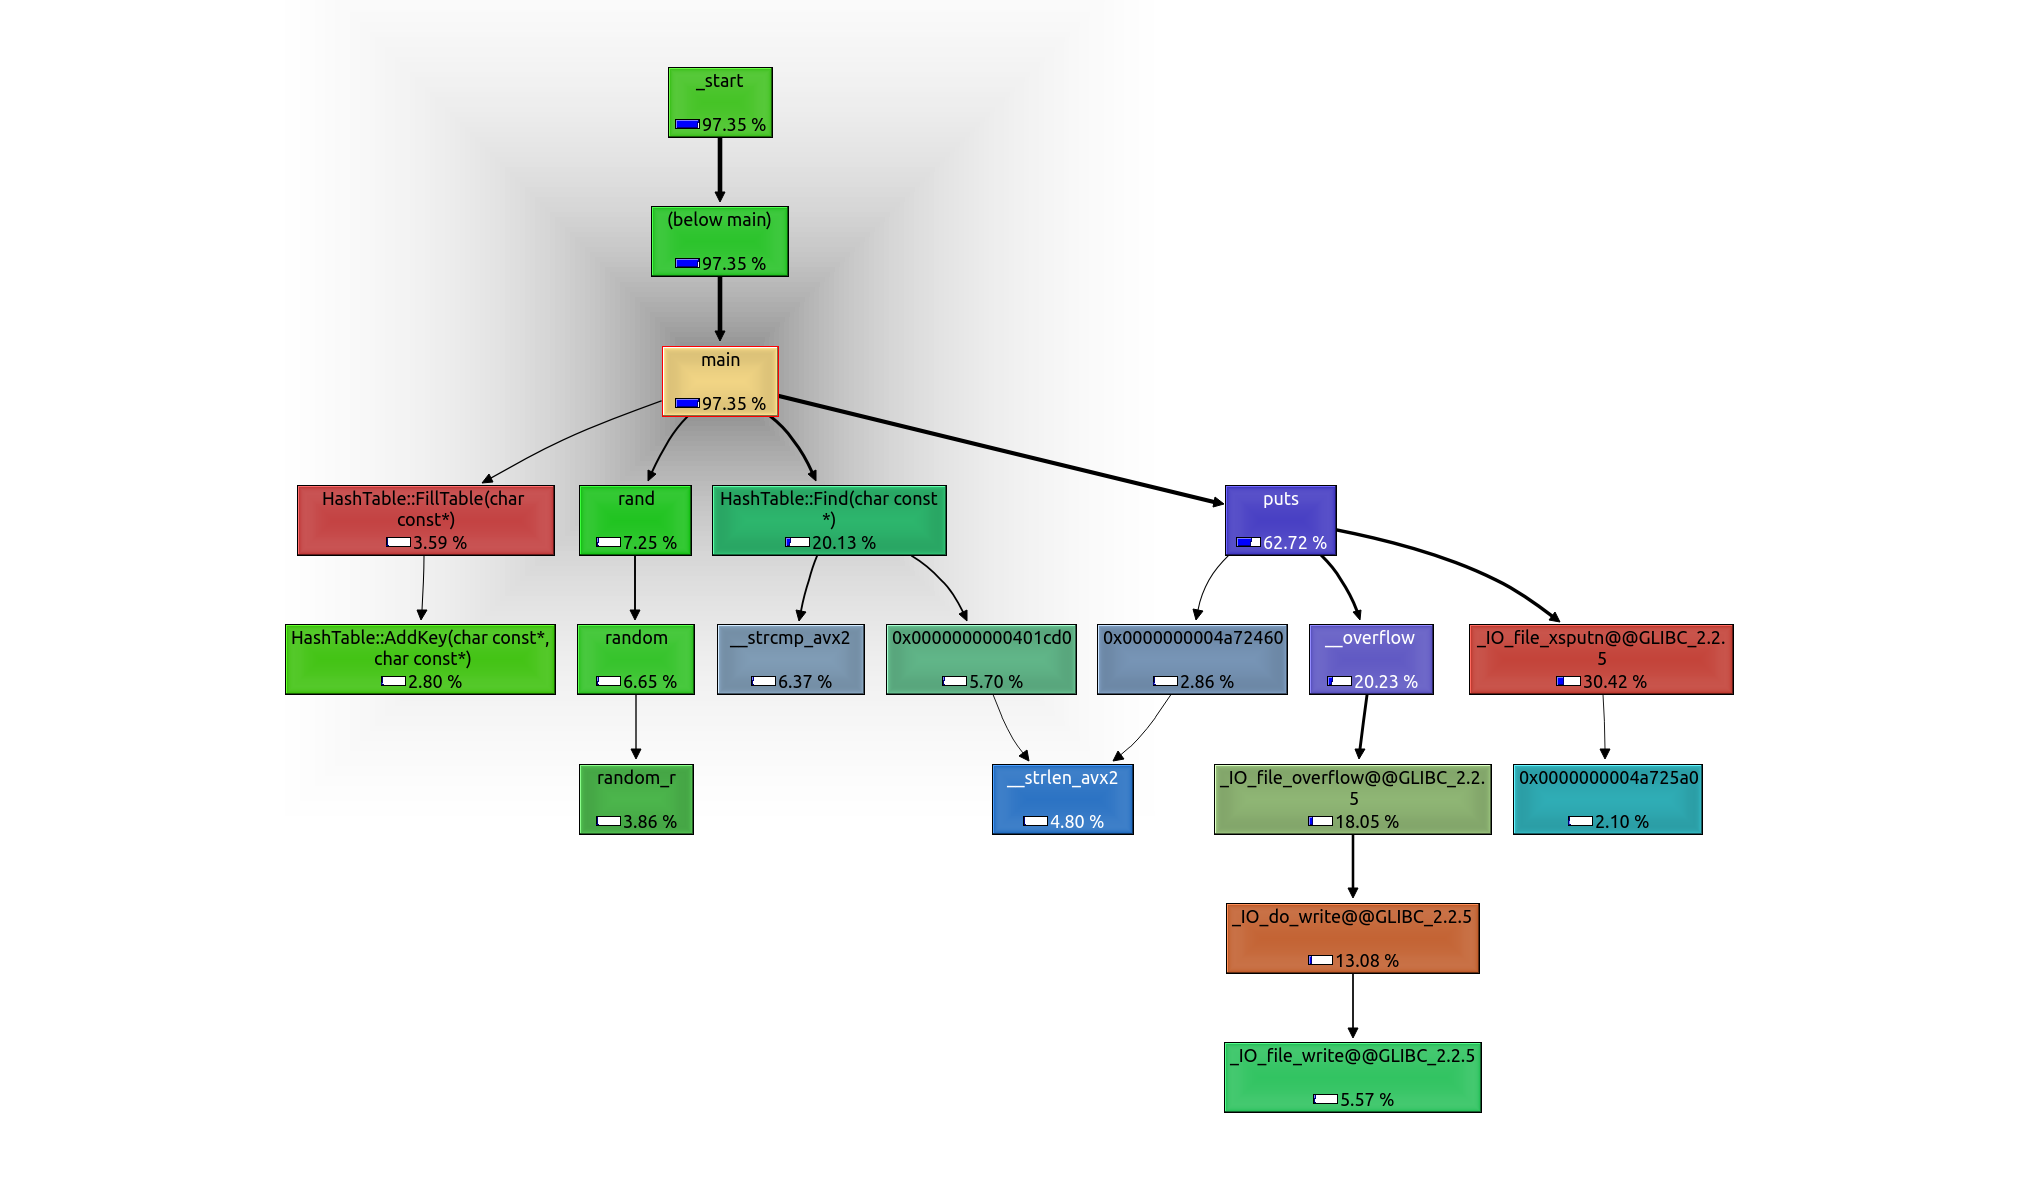 _start
97.35 %
(below main)
97.35 %
main
97.35 %
HashTable::FillTable(char
const*)
3.59 %
rand
7.25 %
HashTable::Find(char const
*)
20.13 %
puts
62.72 %
HashTable::AddKey(char const*,
char const*)
2.80 %
random
6.65 %
__strcmp_avx2
6.37 %
0x0000000000401cd0
5.70 %
0x0000000004a72460
2.86 %
__overflow
20.23 %
_IO_file_xsputn@@GLIBC_2.2.
5
30.42 %
random_r
3.86 %
__strlen_avx2
4.80 %
_IO_file_overflow@@GLIBC_2.2.
5
18.05 %
0x0000000004a725a0
2.10 %
_IO_do_write@@GLIBC_2.2.5
13.08 %
_IO_file_write@@GLIBC_2.2.5
5.57 %